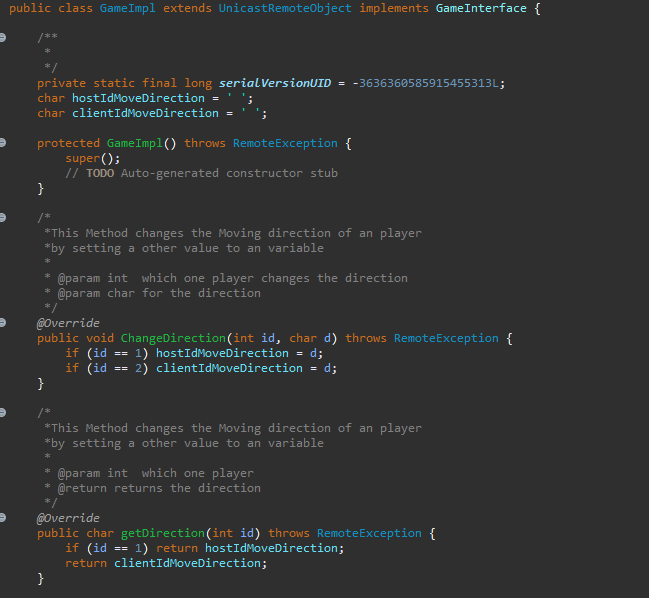 public class GameImpl extends UnicastRemoteObject implements GameInterface {
/**
*
*/
private static final long serialVersionUID = -3636360585915455313L;
char hostIdMoveDirection = ' ';
char clientIdMoveDirection = ' ';
protected GameImpl() throws RemoteException {
super();
// TODO Auto-generated constructor stub
}
/*
*This Method changes the Moving direction of an player
*by setting a other value to an variable
*
* @param int  which one player changes the direction
* @param char for the direction
*/
@Override
public void ChangeDirection(int id, char d) throws RemoteException {
if (id == 1) hostIdMoveDirection = d;
if (id == 2) clientIdMoveDirection = d;
}
/*
*This Method changes the Moving direction of an player
*by setting a other value to an variable
*
* @param int  which one player
* @return returns the direction
*/
@Override
public char getDirection(int id) throws RemoteException {
if (id == 1) return hostIdMoveDirection;
return clientIdMoveDirection;
}